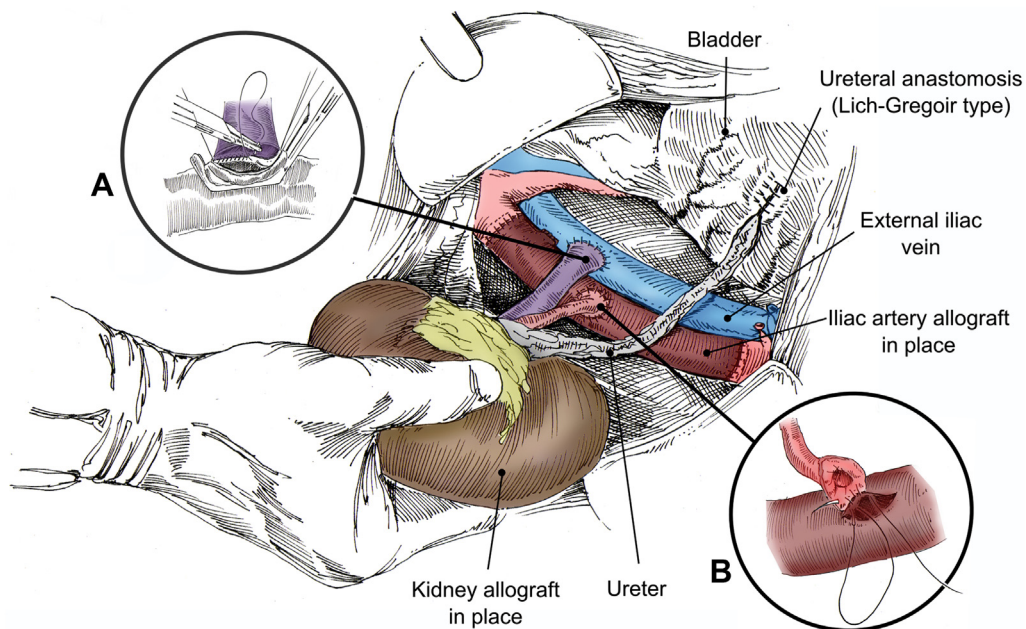 Bladder
Ureteral anastomosis
(Lich-Gregoir type)
A
External iliac
vein
Iliac artery allograft
in place
B
Kidney allograft
in place
Ureter